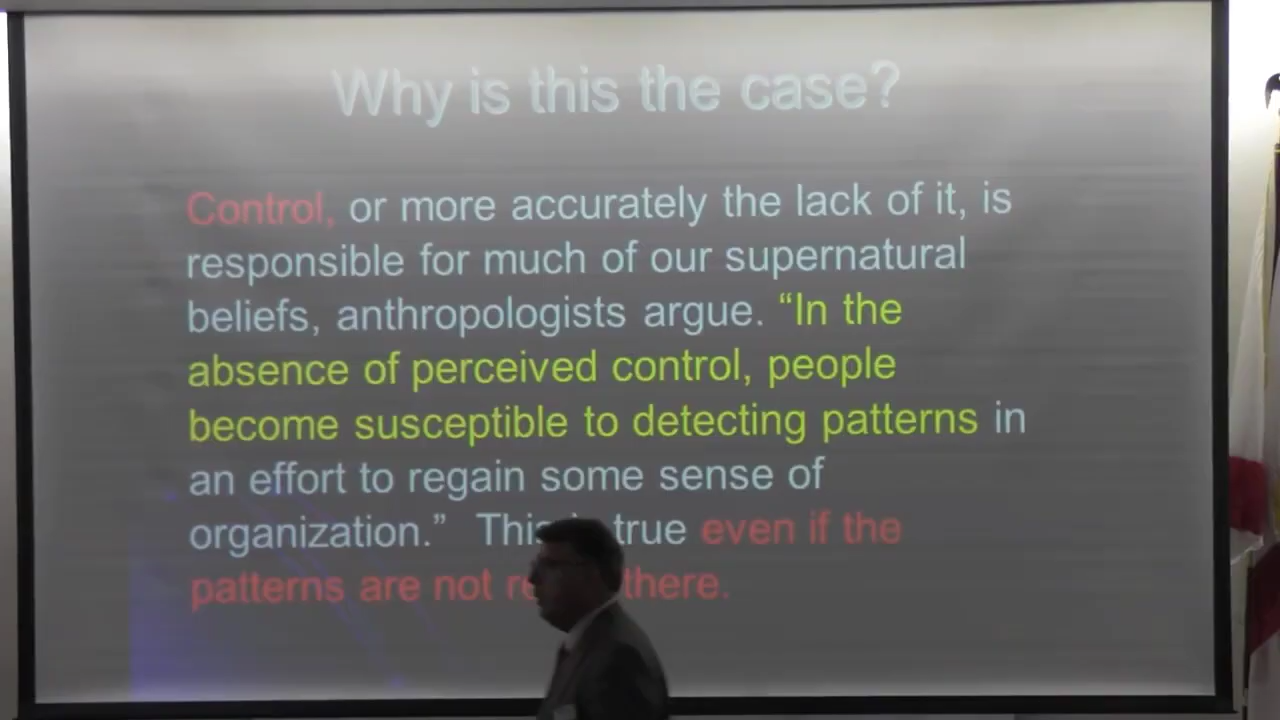 Why is this the case?
Control, or more accurately the lack of it, is
responsible for much of our supernatural
beliefs, anthropologists argue. “In the
absence of perceived control, people
become susceptible to detecting patterns in
an effort to regain some sense of
organization.” This true even if the
patterns are not there.